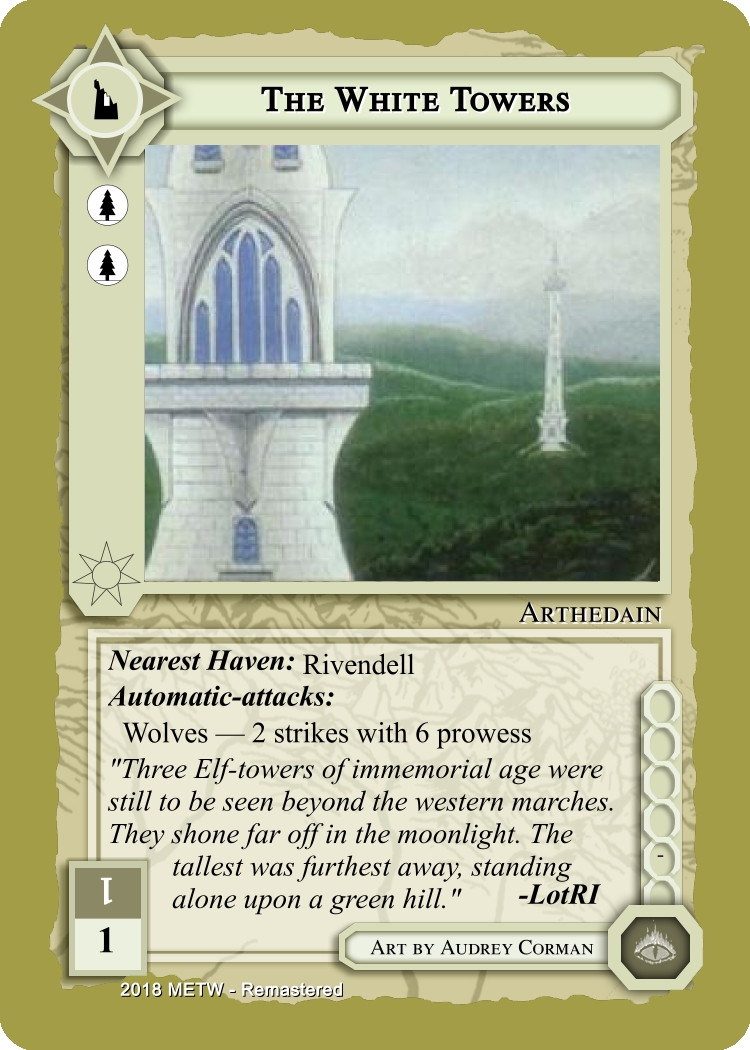 The White Towers
Arthedain
Nearest Haven: Rivendell
Automatic-attacks:
Wolves — 2 strikes with 6 prowess
"Three Elf-towers of immemorial age were
still to be seen beyond the western marches.
They shone far off in the moonlight. The
tallest was furthest away, standing
alone upon a green hill." -LotRI
-
1
1
Art by Audrey Corman
2018 METW - Remastered